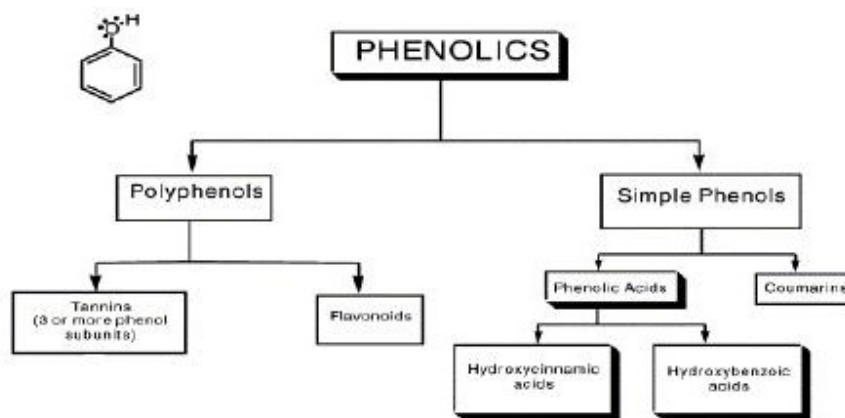 O H
PHENOLICS
Polyphenols
Simple Phenols
Tannins
(3 or more phenol
subunits)
Flavonoids
Phenolic Acids
Coumarins
Hydroxycinnamic
acids
Hydroxybenzoic
acids